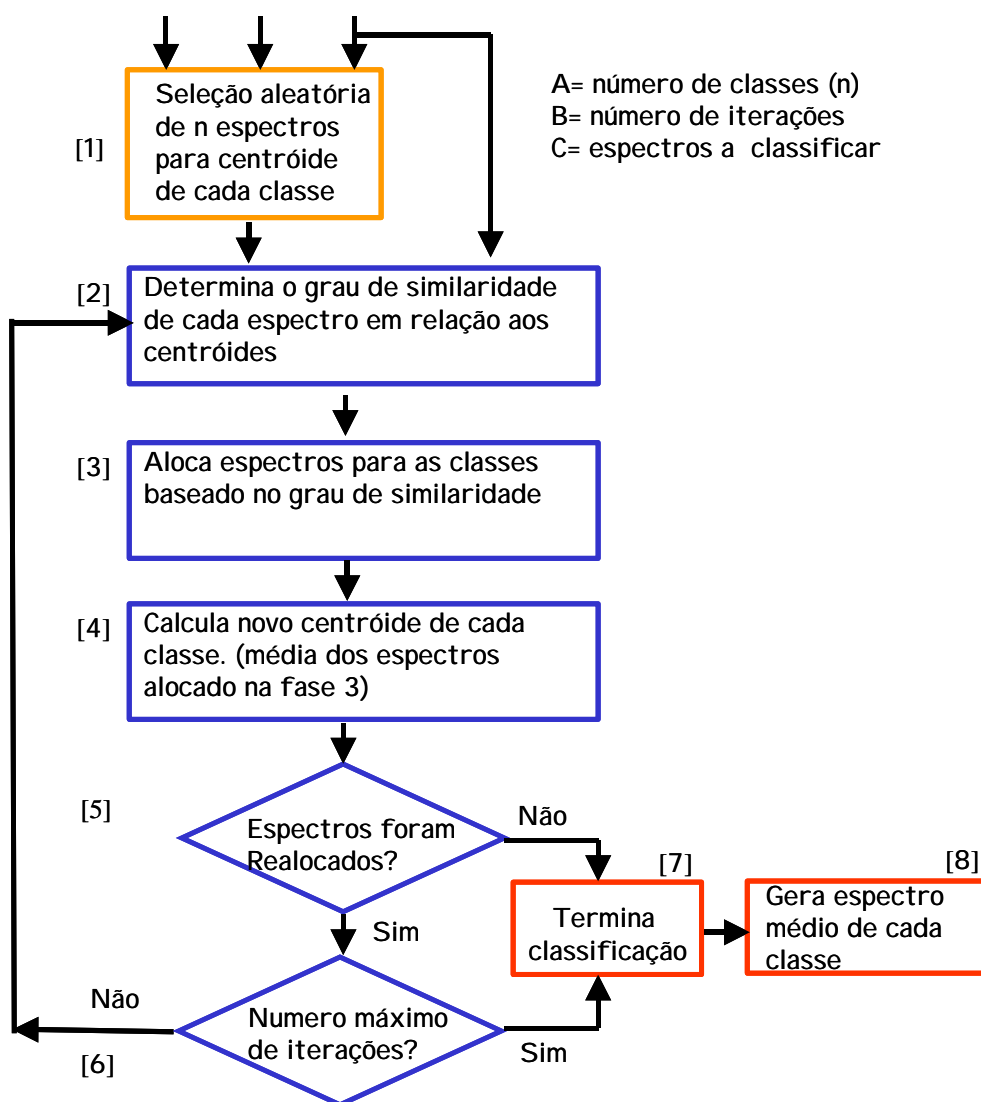 A= número de classes (n)
B= número de iterações
C= espectros a classificar
[1]
Seleção aleatória
de n espectros
para centróide
de cada classe
[2]
Determina o grau de similaridade
de cada espectro em relação aos
centróides
[3]
Aloca espectros para as classes
baseado no grau de similaridade
[4]
Calcula novo centróide de cada
classe. (média dos espectros
alocado na fase 3)
[5]
Espectros foram
Realocados?
Não
Sim
[7]
Termina
classificação
[8]
Gera espectro
médio de cada
classe
Não
[6]
Numero máximo
de iterações?
Sim